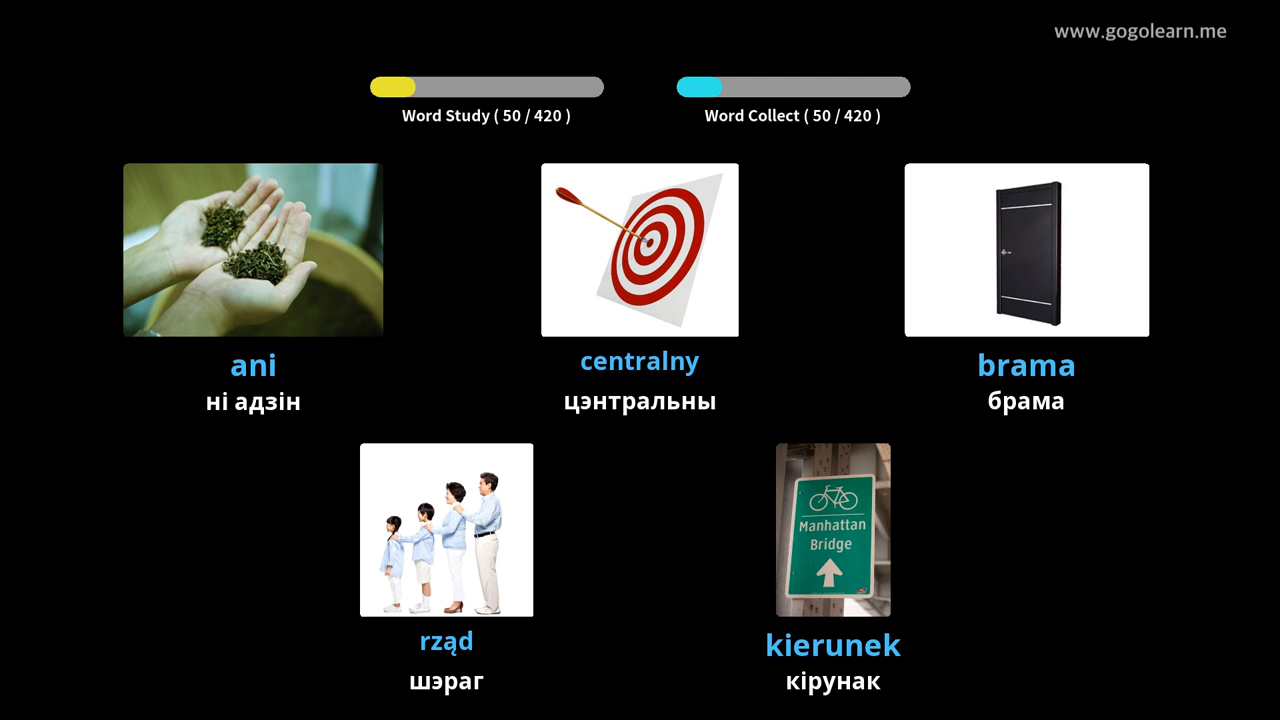 www.gogolearn.me
Word Study ( 50 / 420 )
Word Collect ( 50 / 420 )
ani
ні адзін
centralny
цэнтральны
brama
брама
rząd
шэраг
Manhattan
Bridge
kierunek
кірунак